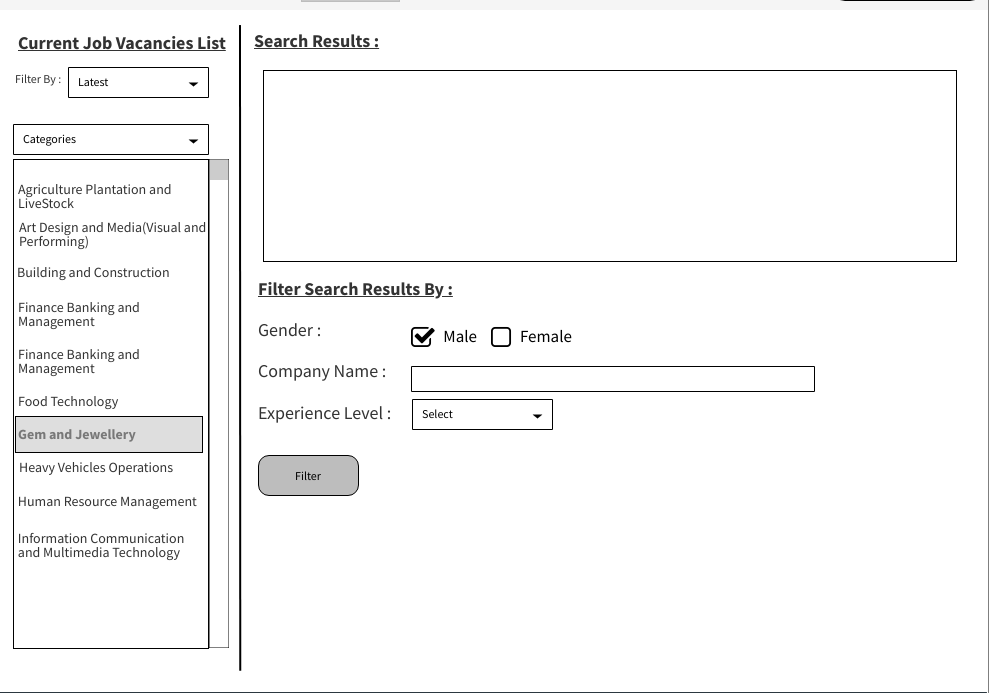 Current Job Vacancies List
Filter By :
Latest
Categories
Agriculture Plantation and
LiveStock
Art Design and Media(Visual and
Performing)
Building and Construction
Finance Banking and
Management
Finance Banking and
Management
Food Technology
Gem and Jewellery
Heavy Vehicles Operations
Human Resource Management
Information Communication
and Multimedia Technology
Search Results :
Filter Search Results By :
Gender :
Male
Female
Company Name :
Experience Level :
Select
Filter